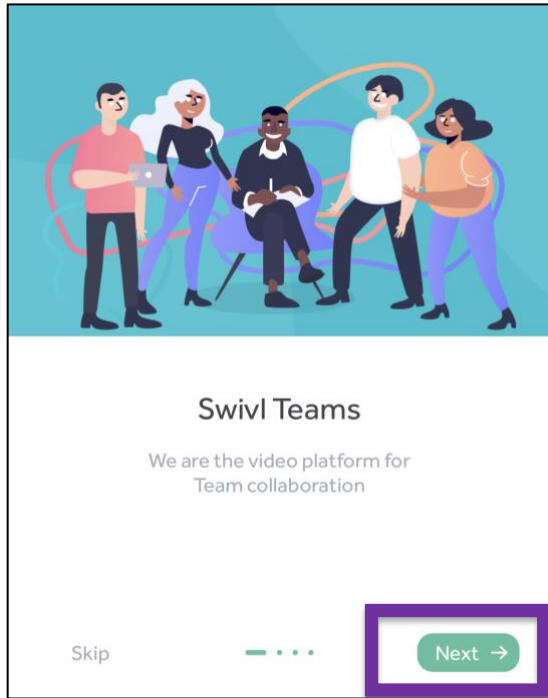 Swivl Teams
We are the video platform for
Team collaboration
Skip
Next →